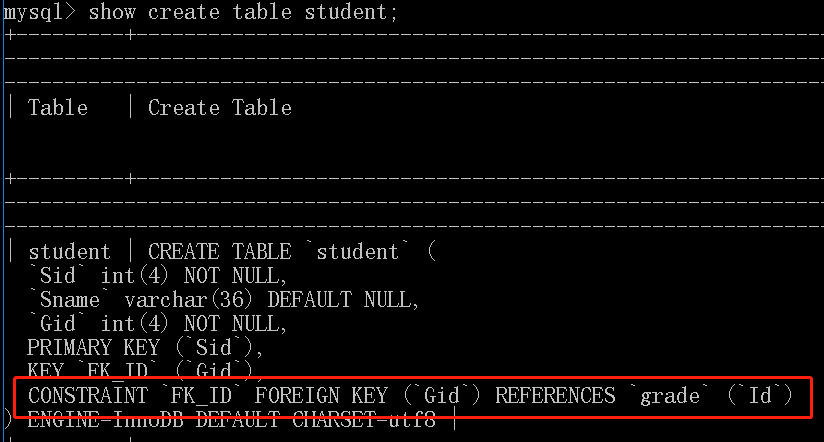 mysql> show create table student;
| Table | Create Table
| student | CREATE TABLE `student` (
`Sid` int(4) NOT NULL,
`Sname` varchar(36) DEFAULT NULL,
`Gid` int(4) NOT NULL,
PRIMARY KEY (`Sid`),
KEY `FK_ID` (`Gid`),
CONSTRAINT `FK_ID` FOREIGN KEY (`Gid`) REFERENCES `grade` (`Id`)
) ENGINE=InnoDB DEFAULT CHARSET=utf8 |